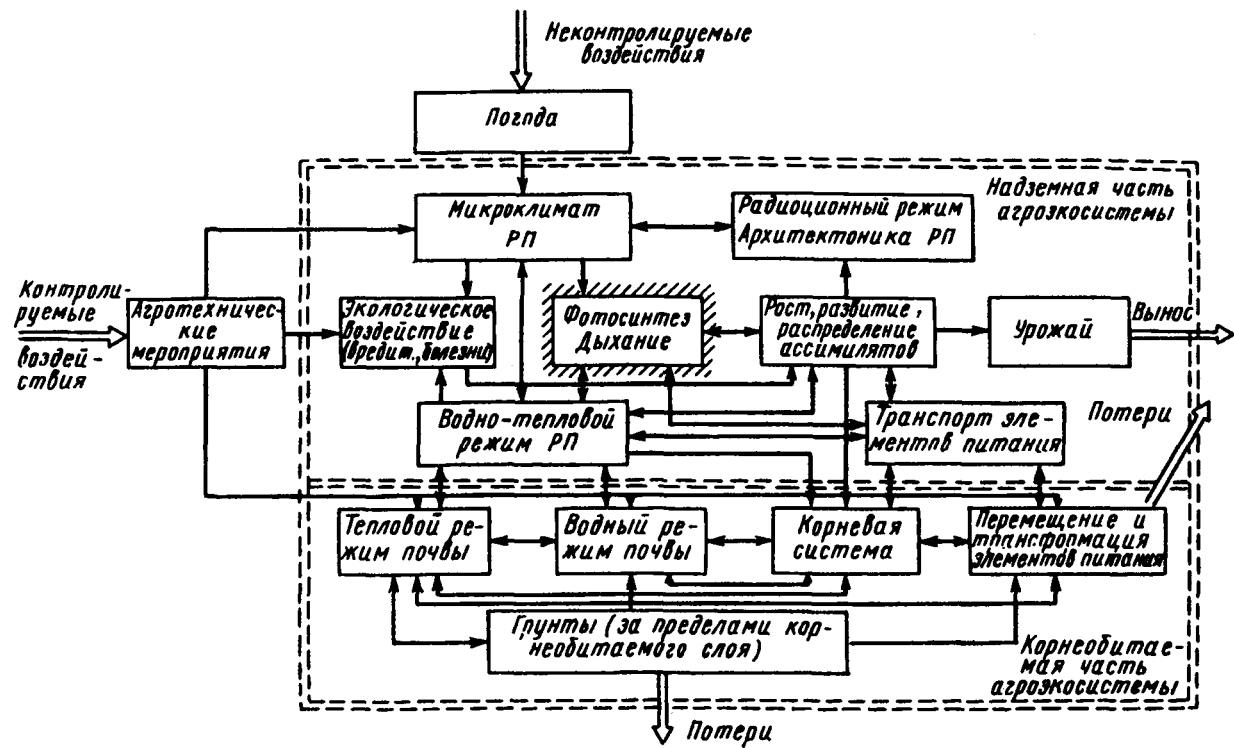 Неконтролируемые
воздействия
Погода
Надземная часть
агроэкосистемы
Микроклимат
РП
Радиоционный режим
Архитектоника РП
Контроли-
руемые
воздей-
ствия
Агротехничес-
кие
мероприятия
Экологическое
воздействие
(вредит., болезни)
Фотосинтез
Дыхание
Рост, развитие,
распределение
ассимилятов
Урожай
Вынос
Водно-тепловой
режим РП
Транспорт эле-
ментов питания
Потери
Тепловой ре-
жим почвы
Водный ре-
жим почвы
Корневая
система
Перемещение и
трансформация
элементов питания
Грунты (за пределами кор-
необитаемого слоя)
Корнеобитае-
мая часть
агроэкосистемы
Потери